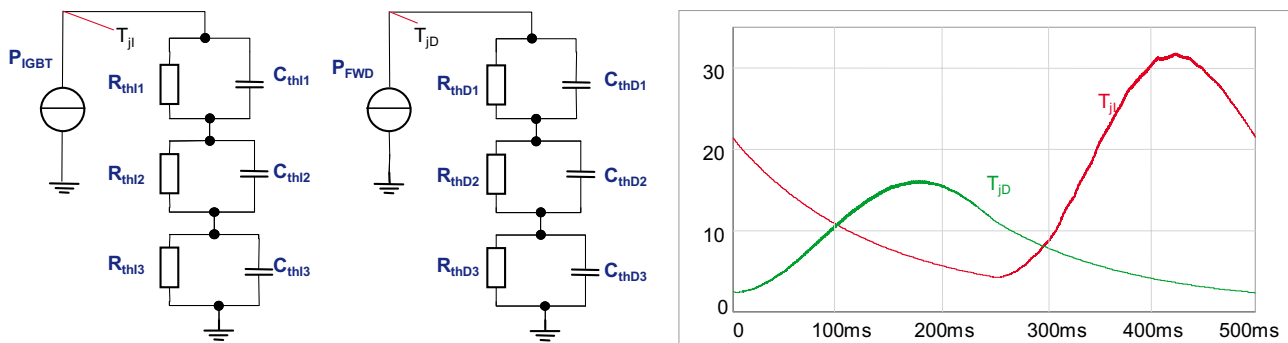 T_jI
P_IGBT
R_thI1
C_thI1
R_thI2
C_thI2
R_thI3
C_thI3
T_jD
P_FWD
R_thD1
C_thD1
R_thD2
C_thD2
R_thD3
C_thD3
30
20
10
0
T_jI
T_jD
0 100ms 200ms 300ms 400ms 500ms